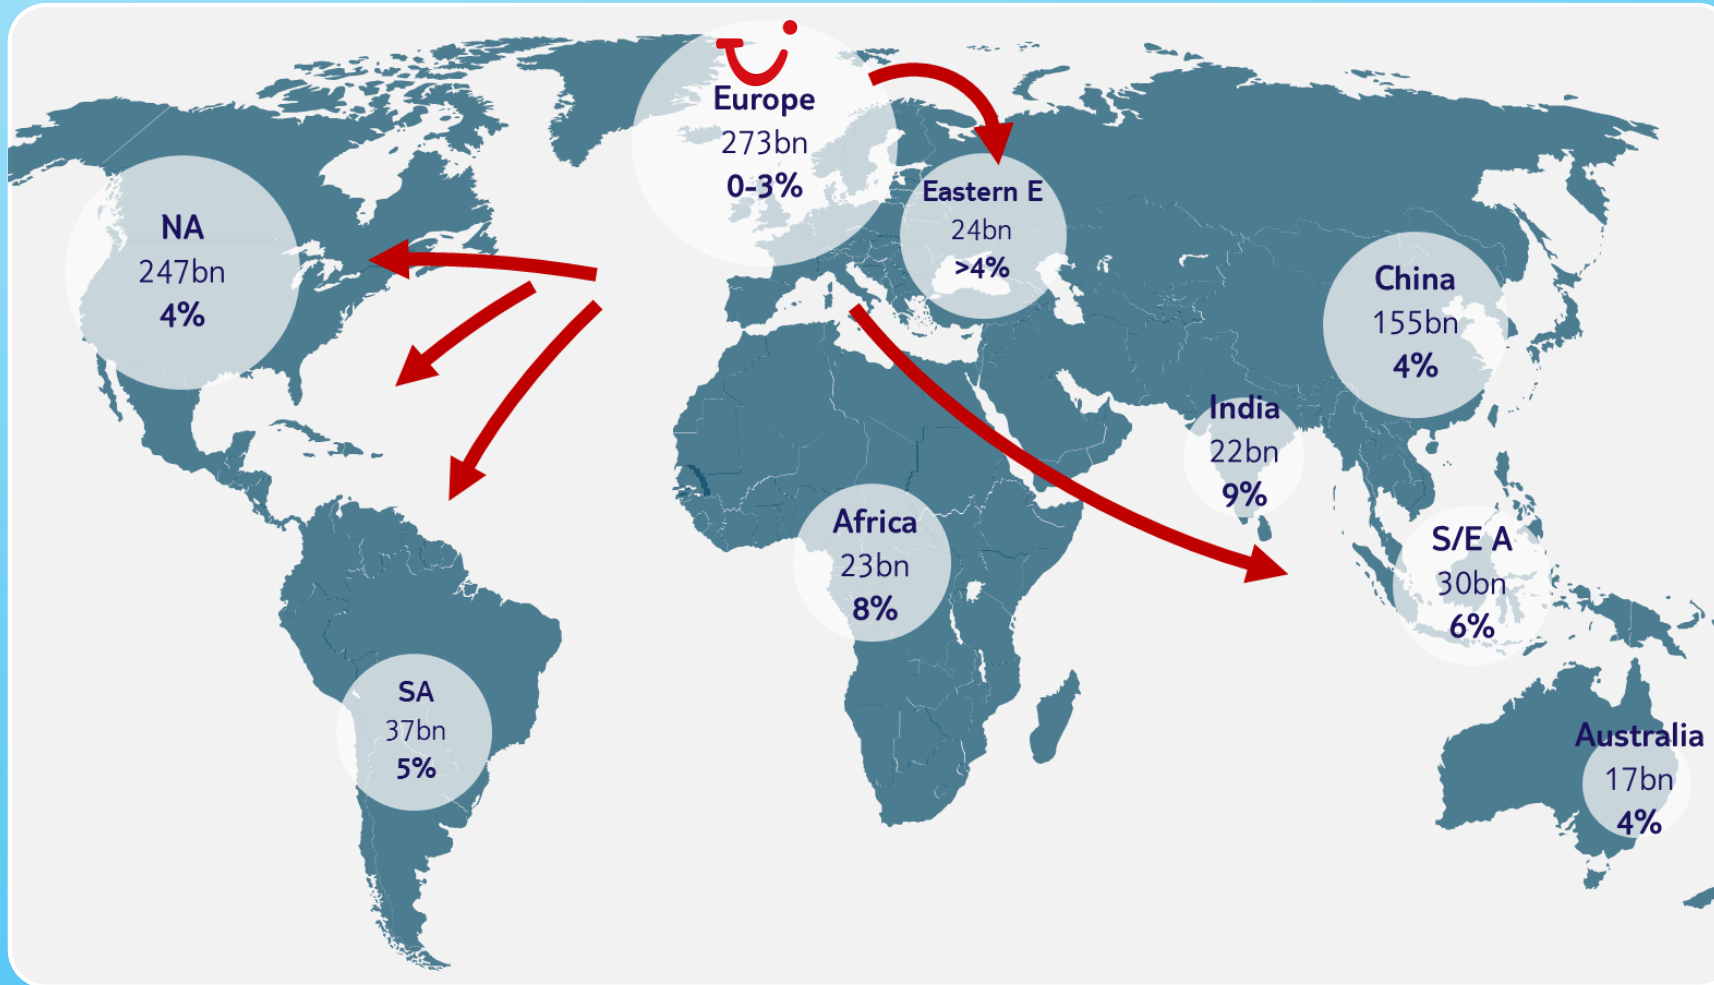 Europe
273bn
0-3%
Eastern E
24bn
>4%
NA
247bn
4%
China
155bn
4%
India
22bn
9%
Africa
23bn
8%
S/E A
30bn
6%
SA
37bn
5%
Australia
17bn
4%